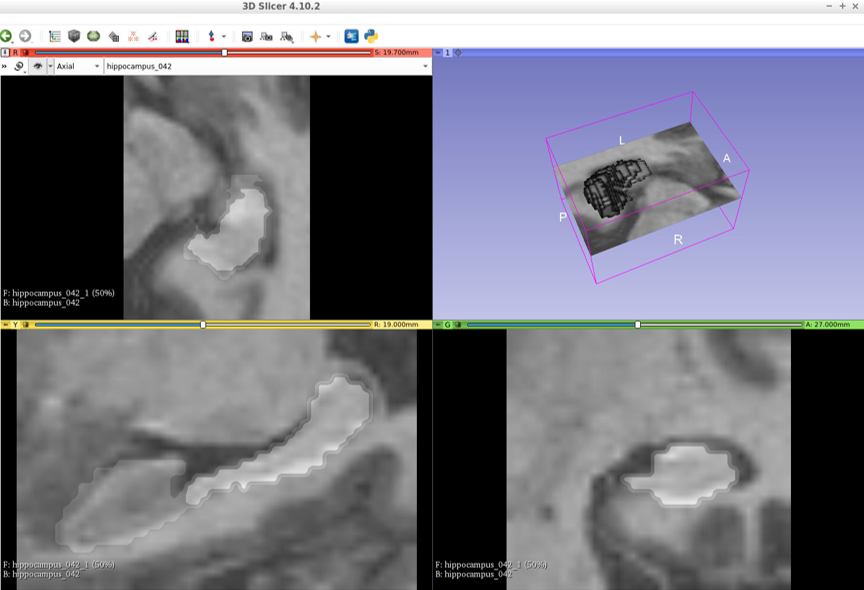 3D Slicer 4.10.2
R
S: 19.700mm
Axial
hippocampus_042
F: hippocampus_042_1 (50%)
B: hippocampus_042
1
L
A
P
R
Y
R: 19.000mm
F: hippocampus_042_1 (50%)
B: hippocampus_042
G
A: 27.000mm
F: hippocampus_042_1 (50%)
B: hippocampus_042